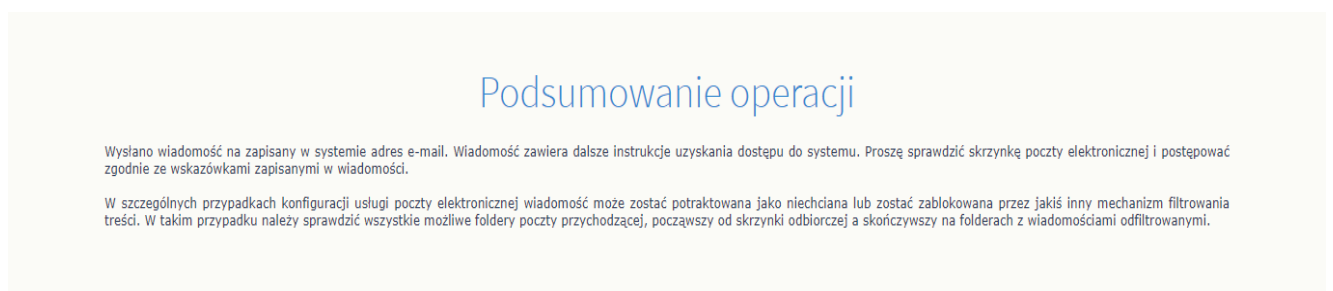 Podsumowanie operacji
Wysłano wiadomość na zapisany w systemie adres e-mail. Wiadomość zawiera dalsze instrukcje uzyskania dostępu do systemu. Proszę sprawdzić skrzynkę poczty elektronicznej i postępować
zgodnie ze wskazówkami zapisanymi w wiadomości.
W szczególnych przypadkach konfiguracji usługi poczty elektronicznej wiadomość może zostać potraktowana jako niechciana lub zostać zablokowana przez jakiś inny mechanizm filtrowania
treści. W takim przypadku należy sprawdzić wszystkie możliwe foldery poczty przychodzącej, począwszy od skrzynki odbiorczej a skończywszy na folderach z wiadomościami odfiltrowanymi.